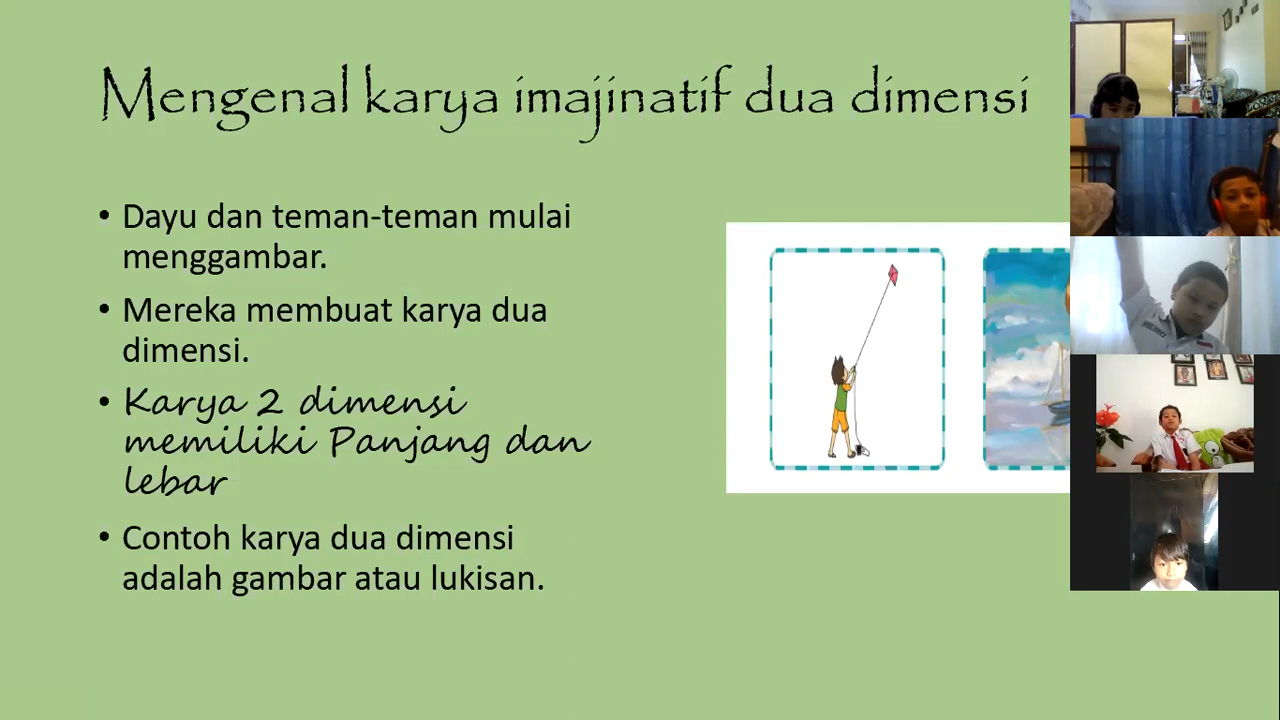 Mengenal karya imajinatif dua dimensi
• Dayu dan teman-teman mulai
menggambar.
• Mereka membuat karya dua
dimensi.
• Karya 2 dimensi
memiliki Panjang dan
lebar
• Contoh karya dua dimensi
adalah gambar atau lukisan.